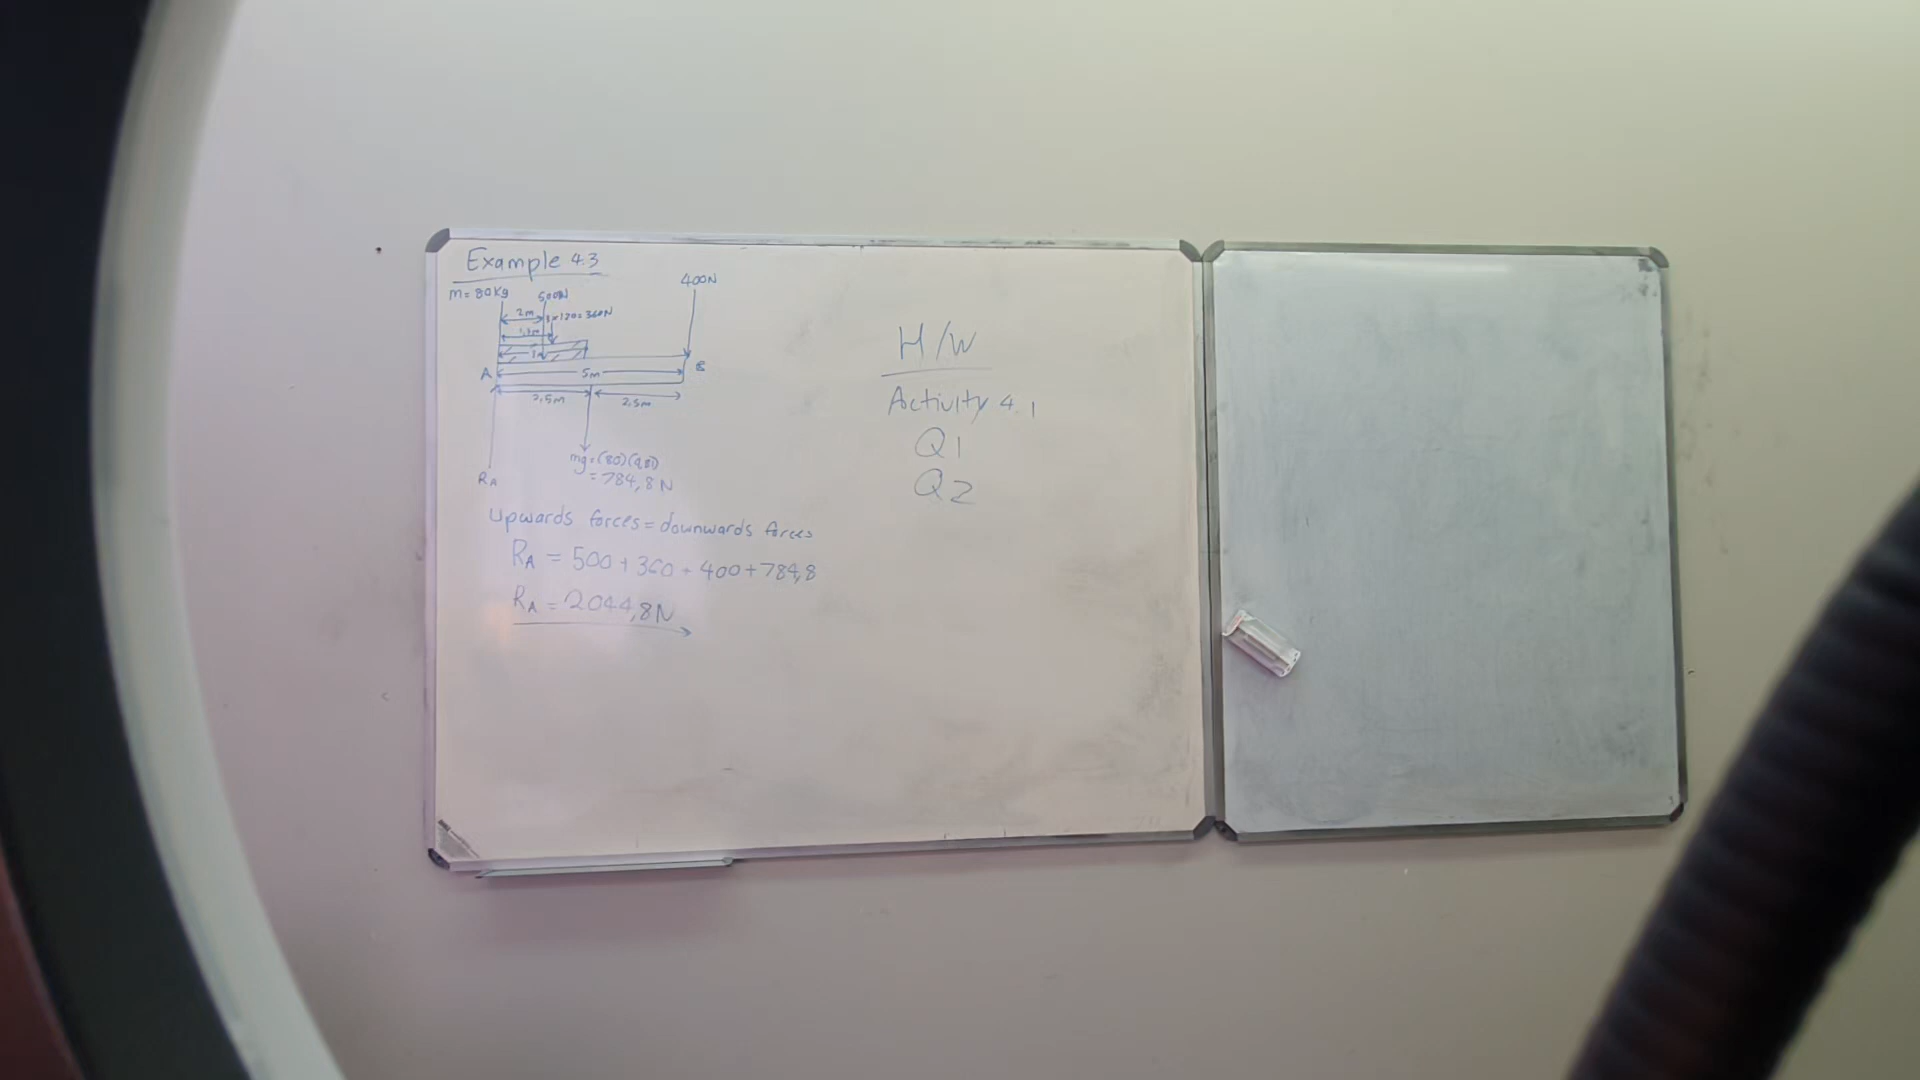 Example 4.3
m=80kg
500N
400N
2m
3×120=360N
1,5m
A
5m
B
2,5m
2,5m
mg=(80)(9,81)
=784,8N
RA
Upwards forces=downwards forces
RA = 500+360+400+784,8
RA = 2044,8N
H/W
Activity 4.1
Q1
Q2